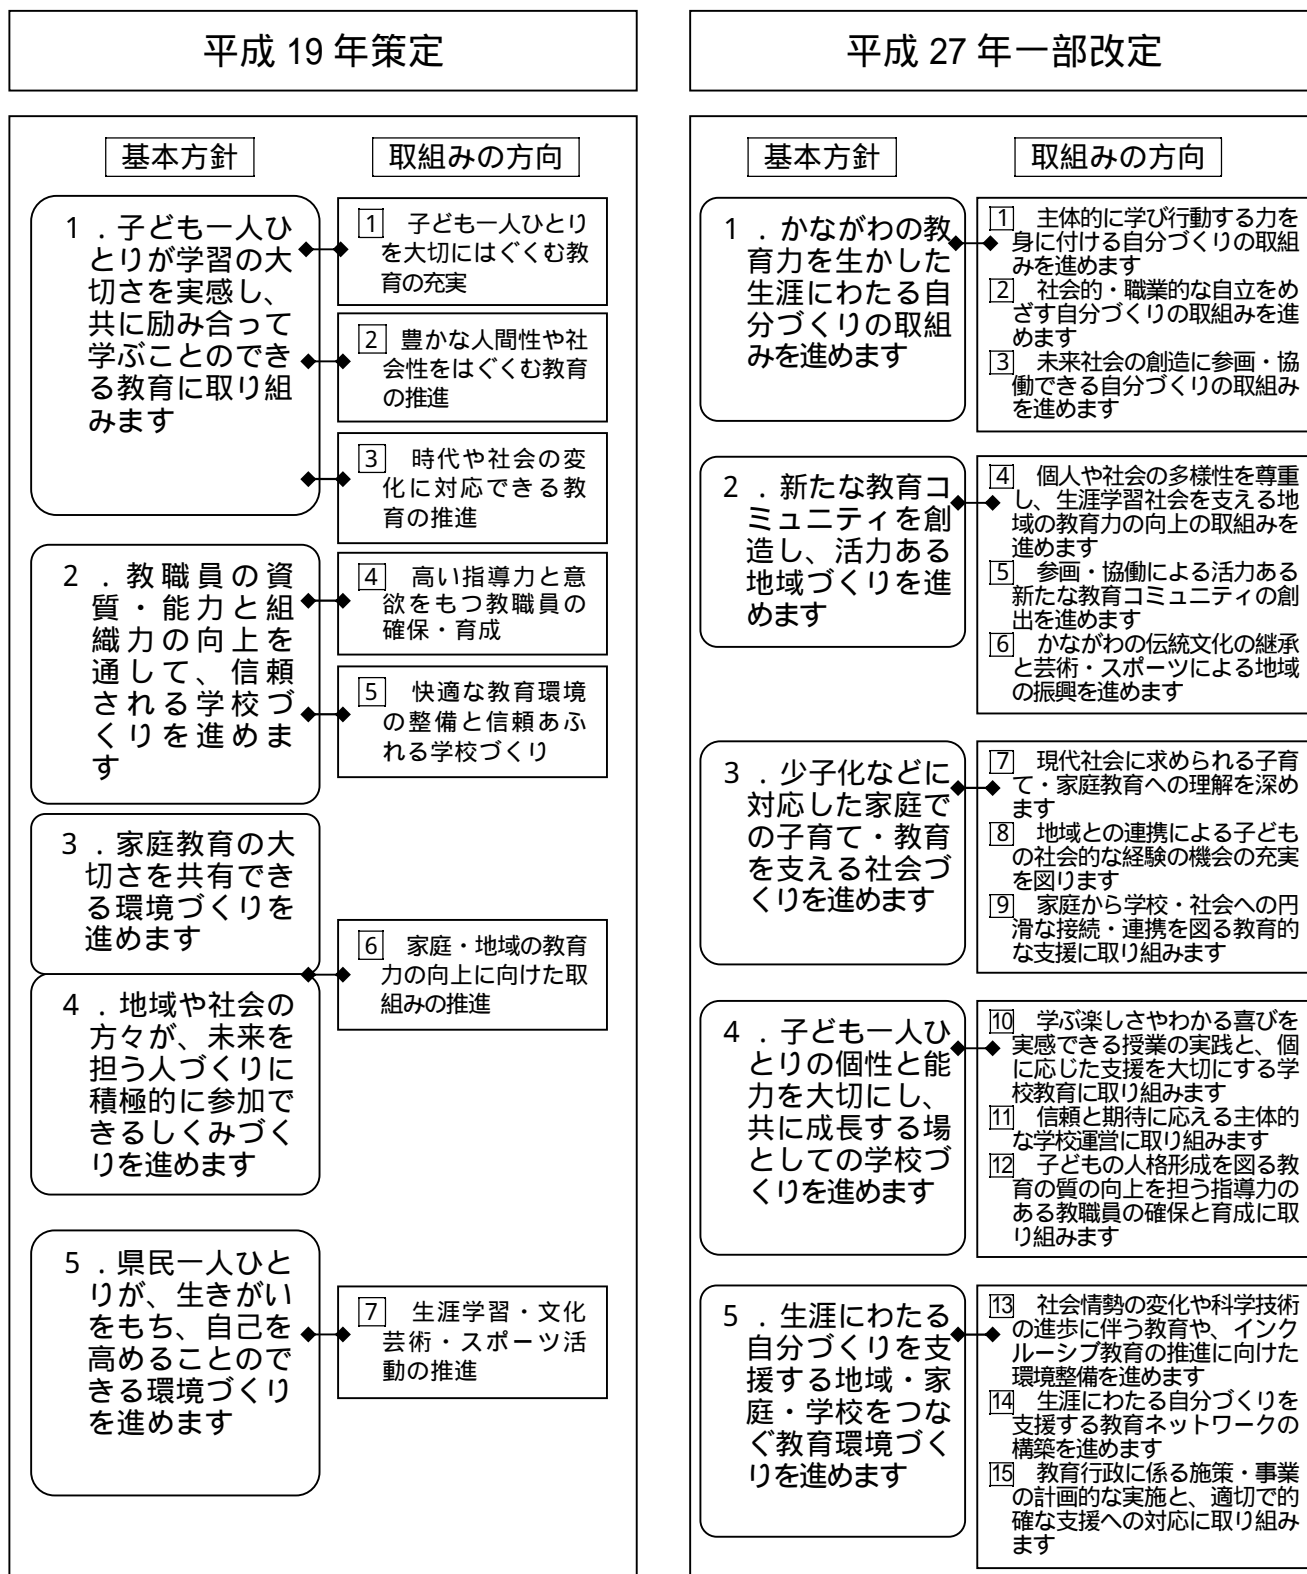 平成 19 年策定
基本方針
取組みの方向
1．子ども一人ひ
とりが学習の大
切さを実感し、
共に励み合って
学ぶことのでき
る教育に取り組
みます
1 子ども一人ひとり
を大切にはぐくむ教
育の充実
2 豊かな人間性や社
会性をはぐくむ教育
の推進
3 時代や社会の変
化に対応できる教
育の推進
2．教職員の資
質・能力と組
織力の向上を
通して、信頼
される学校づ
くりを進めま
す
4 高い指導力と意
欲をもつ教職員の
確保・育成
5 快適な教育環境
の整備と信頼あふ
れる学校づくり
3．家庭教育の大
切さを共有でき
る環境づくりを
進めます
4．地域や社会の
方々が、未来を
担う人づくりに
積極的に参加で
きるしくみづく
りを進めます
6 家庭・地域の教育
力の向上に向けた取
組みの推進
5．県民一人ひと
りが、生きがい
をもち、自己を
高めることので
きる環境づくり
を進めます
7 生涯学習・文化
芸術・スポーツ活
動の推進
平成 27 年一部改定
基本方針
取組みの方向
1．かながわの教
育力を生かした
生涯にわたる自
分づくりの取組
みを進めます
1 主体的に学び行動する力を
身に付ける自分づくりの取組
みを進めます
2 社会的・職業的な自立をめ
ざす自分づくりの取組みを進
めます
3 未来社会の創造に参画・協
働できる自分づくりの取組み
を進めます
2．新たな教育コ
ミュニティを創
造し、活力ある
地域づくりを進
めます
4 個人や社会の多様性を尊重
し、生涯学習社会を支える地
域の教育力の向上の取組みを
進めます
5 参画・協働による活力ある
新たな教育コミュニティの創
出を進めます
6 かながわの伝統文化の継承
と芸術・スポーツによる地域
の振興を進めます
3．少子化などに
対応した家庭で
の子育て・教育
を支える社会づ
くりを進めます
7 現代社会に求められる子育
て・家庭教育への理解を深め
ます
8 地域との連携による子ども
の社会的な経験の機会の充実
を図ります
9 家庭から学校・社会への円
滑な接続・連携を図る教育的
な支援に取り組みます
4．子ども一人ひ
とりの個性と能
力を大切にし、
共に成長する場
としての学校づ
くりを進めます
10 学ぶ楽しさやわかる喜びを
実感できる授業の実践と、個
に応じた支援を大切にする学
校教育に取り組みます
11 信頼と期待に応える主体的
な学校運営に取り組みます
12 子どもの人格形成を図る教
育の質の向上を担う指導力の
ある教職員の確保と育成に取
り組みます
5．生涯にわたる
自分づくりを支
援する地域・家
庭・学校をつな
ぐ教育環境づく
りを進めます
13 社会情勢の変化や科学技術
の進歩に伴う教育や、インク
ルーシブ教育の推進に向けた
環境整備を進めます
14 生涯にわたる自分づくりを
支援する教育ネットワークの
構築を進めます
15 教育行政に係る施策・事業
の計画的な実施と、適切で的
確な支援への対応に取り組み
ます